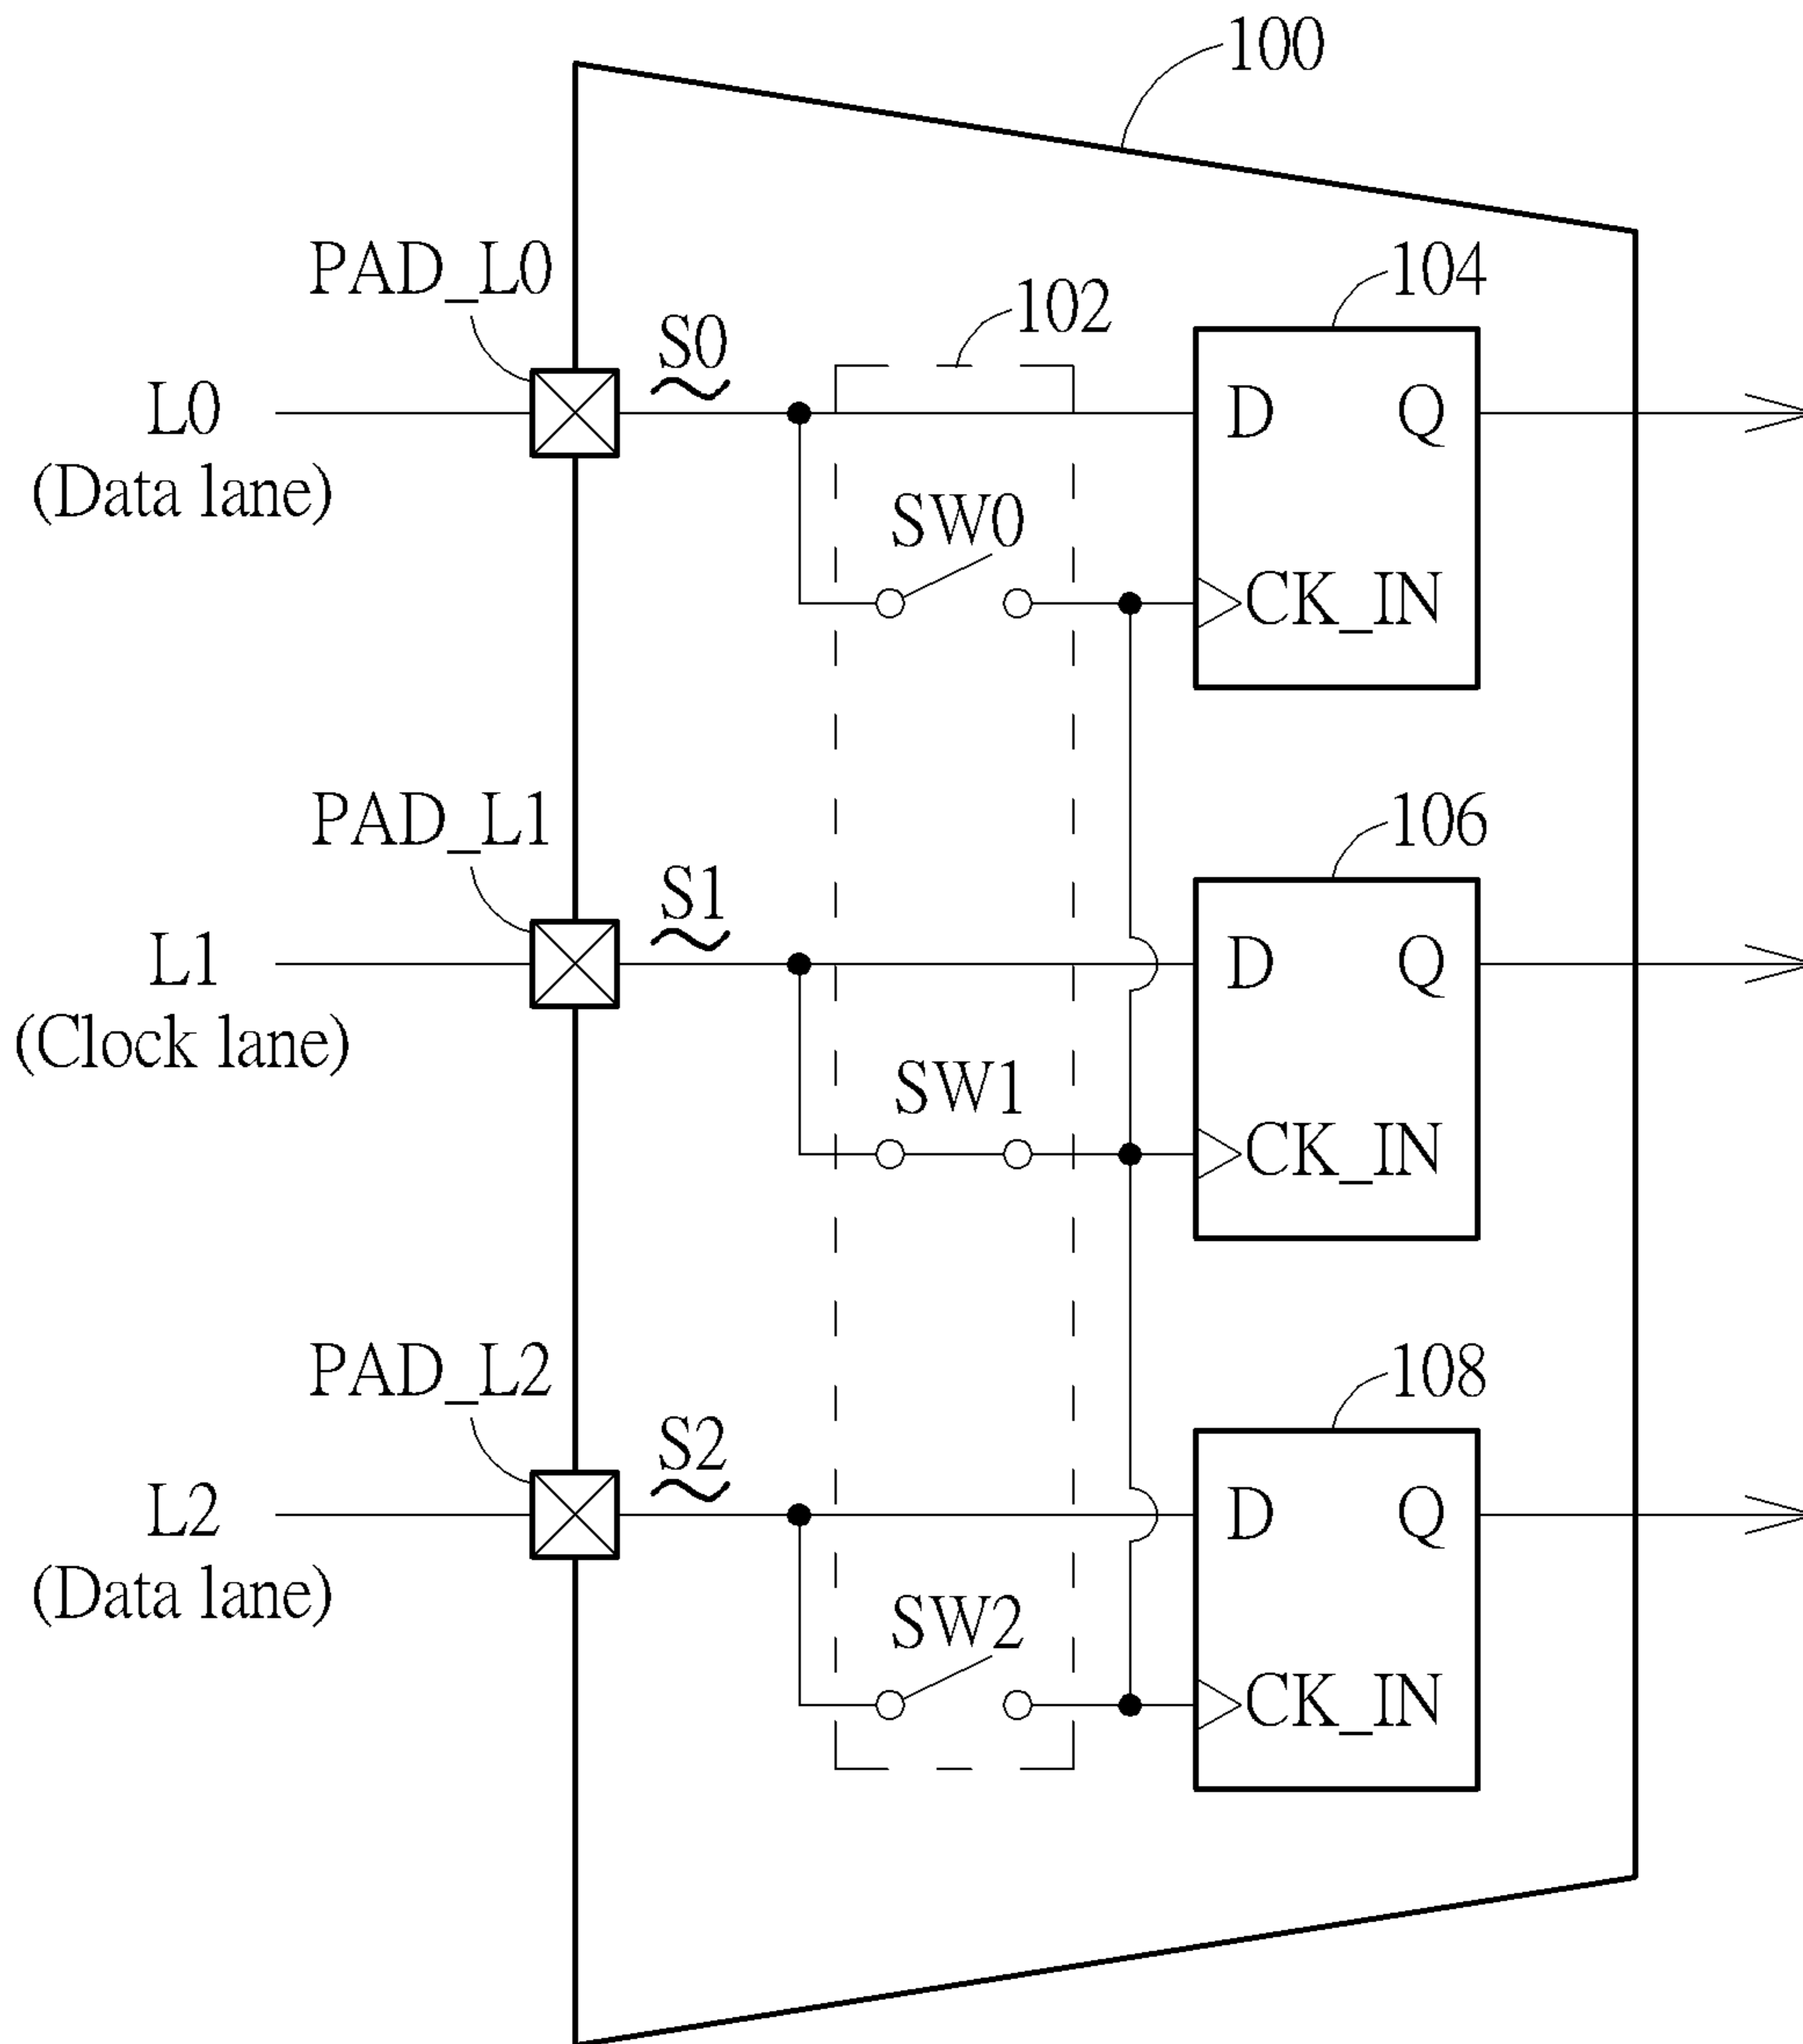 100
PAD_L0
102
104
S0
L0
(Data lane)
D
Q
SW0
CK_IN
PAD_L1
106
S1
L1
(Clock lane)
D
Q
SW1
CK_IN
PAD_L2
108
S2
L2
(Data lane)
D
Q
SW2
CK_IN